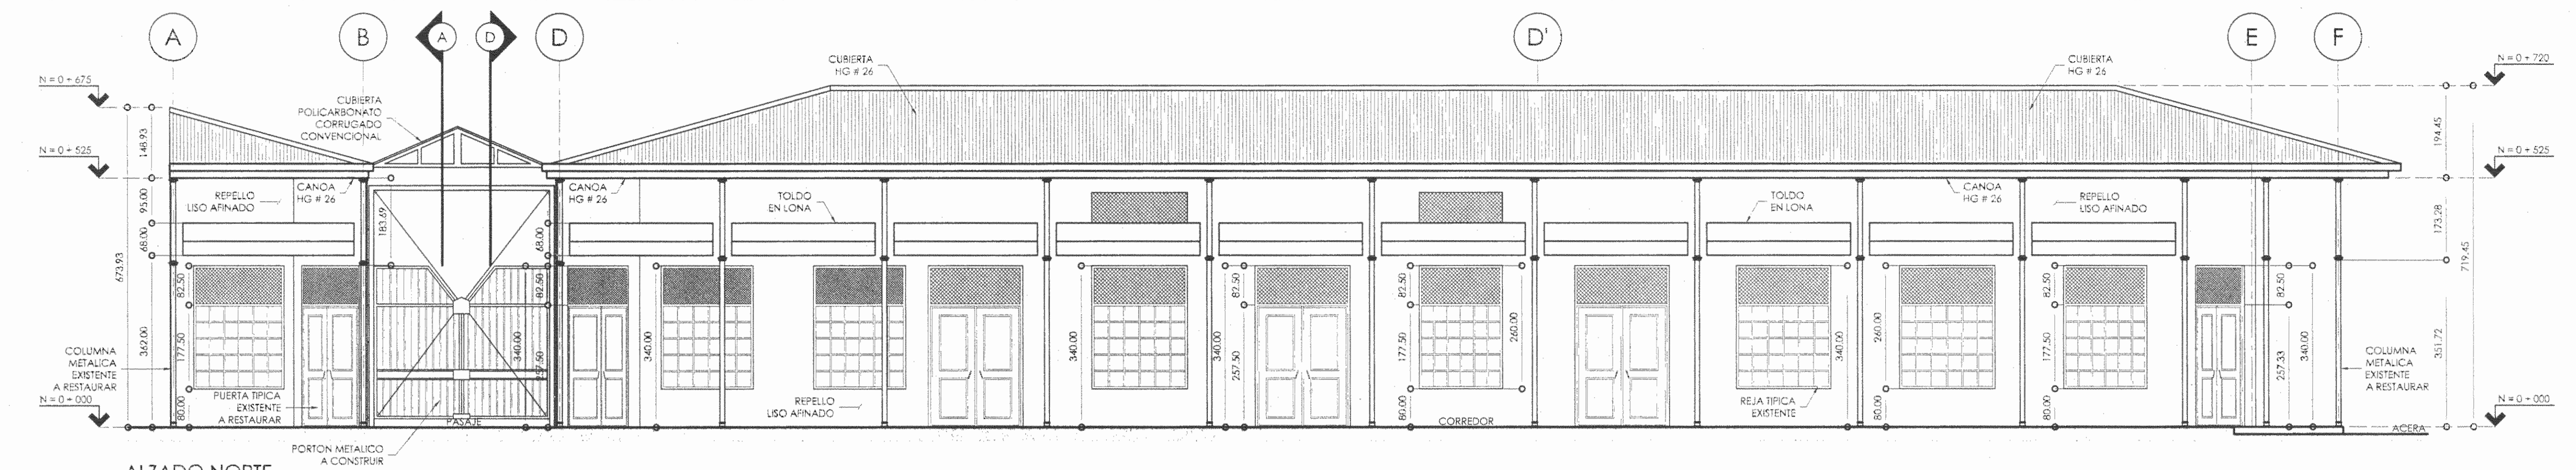 A
B
A
D
D
D'
E
F
N = 0 + 675
CUBIERTA
HG # 26
CUBIERTA
HG # 26
N = 0 + 720
CUBIERTA
POLICARBONATO
CORRUGADO
CONVENCIONAL
148.93
194.45
N = 0 + 525
N = 0 + 525
REPELLO
LISO AFINADO
CANOA
HG # 26
CANOA
HG # 26
TOLDO
EN LONA
TOLDO
EN LONA
CANOA
HG # 26
REPELLO
LISO AFINADO
95.00
183.69
173.28
68.00
68.00
673.93
719.45
82.50
82.50
82.50
82.50
82.50
82.50
362.00
177.50
340.00
257.50
340.00
340.00
340.00
257.50
177.50
260.00
340.00
260.00
177.50
257.33
340.00
351.72
COLUMNA
METALICA
EXISTENTE
A RESTAURAR
COLUMNA
METALICA
EXISTENTE
A RESTAURAR
PUERTA TIPICA
EXISTENTE
A RESTAURAR
REPELLO
LISO AFINADO
REJA TIPICA
EXISTENTE
N = 0 + 000
N = 0 + 000
80.00
80.00
80.00
80.00
PASAJE
CORREDOR
ACERA
PORTON METALICO
A CONSTRUIR
ALZADO NORTE